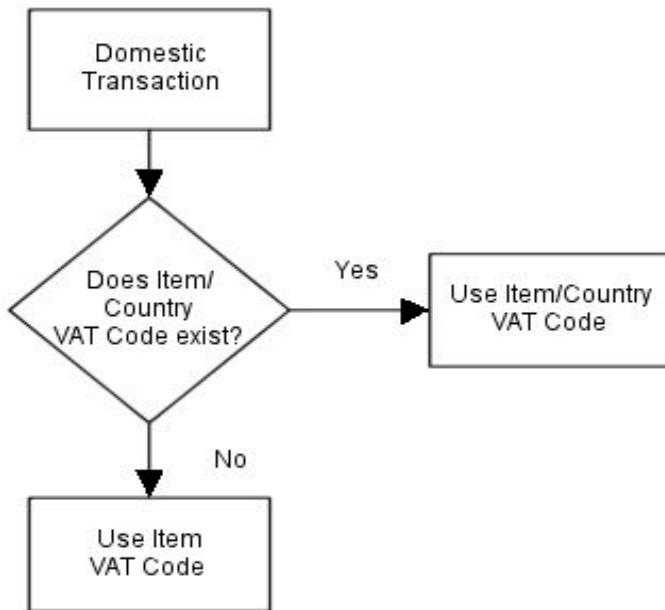 Domestic
Transaction
Does Item/
Country
VAT Code exist?
Yes
Use Item/Country
VAT Code
No
Use Item
VAT Code